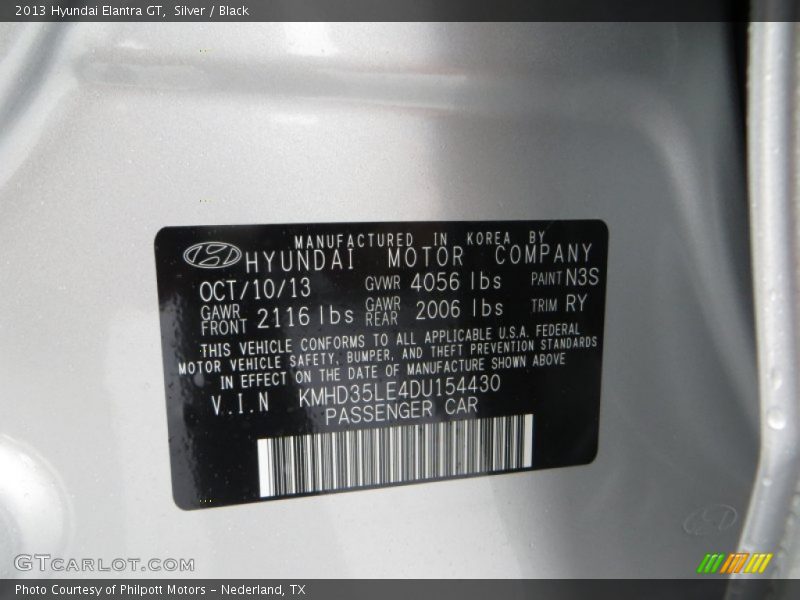 2013 Hyundai Elantra GT, Silver / Black
MANUFACTURED IN KOREA BY
HYUNDAI MOTOR COMPANY
OCT/10/13 GVWR 4056 lbs PAINT N3S
GAWR FRONT 2116 lbs GAWR REAR 2006 lbs TRIM RY
THIS VEHICLE CONFORMS TO ALL APPLICABLE U.S.A. FEDERAL
MOTOR VEHICLE SAFETY, BUMPER, AND THEFT PREVENTION STANDARDS
IN EFFECT ON THE DATE OF MANUFACTURE SHOWN ABOVE
V.I.N KMHD35LE4DU154430
PASSENGER CAR
GTCARLOT.COM
Photo Courtesy of Philpott Motors - Nederland, TX